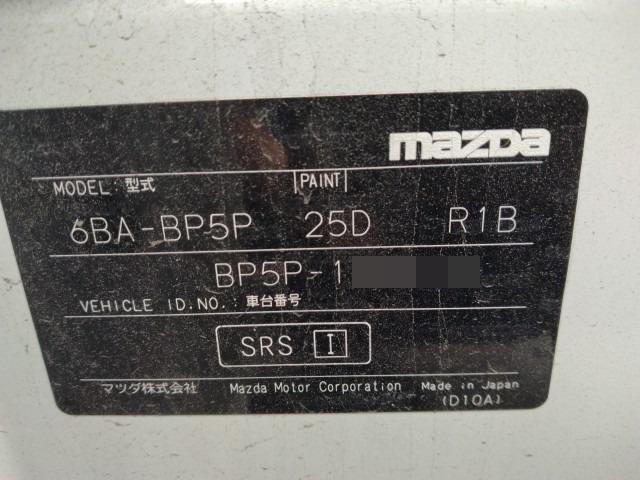 mazda
MODEL: 型式 |PAINT|
6BA-BP5P 25D R1B
BP5P-1
VEHICLE ID.NO.: 車台番号
SRS I
マツダ株式会社 Mazda Motor Corporation Made in Japan
(D10A)